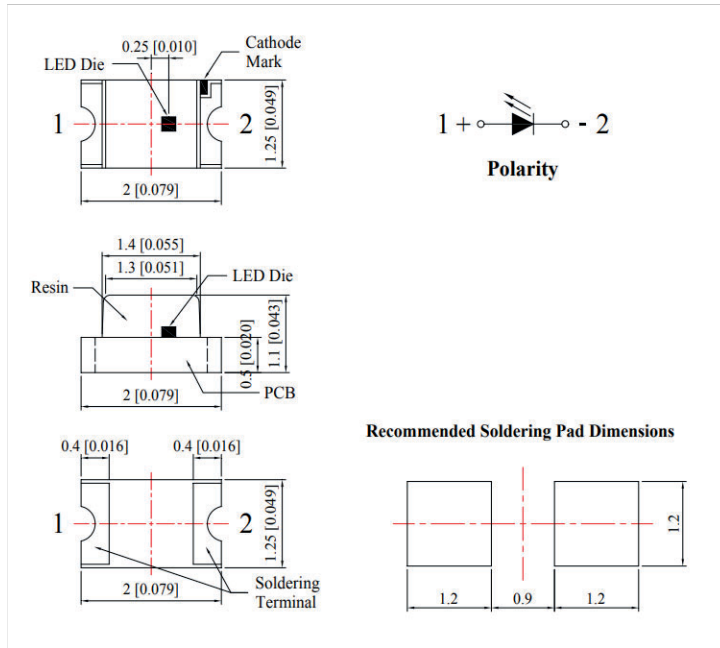 0.25 [0.010]
Cathode
Mark
LED Die
1
2
1.25 [0.049]
2 [0.079]
1 +
- 2
Polarity
1.4 [0.055]
1.3 [0.051]
LED Die
Resin
0.5 [0.020]
1.1 [0.043]
PCB
2 [0.079]
0.4 [0.016]
0.4 [0.016]
1
2
1.25 [0.049]
Soldering
Terminal
2 [0.079]
Recommended Soldering Pad Dimensions
1.2
1.2
0.9
1.2